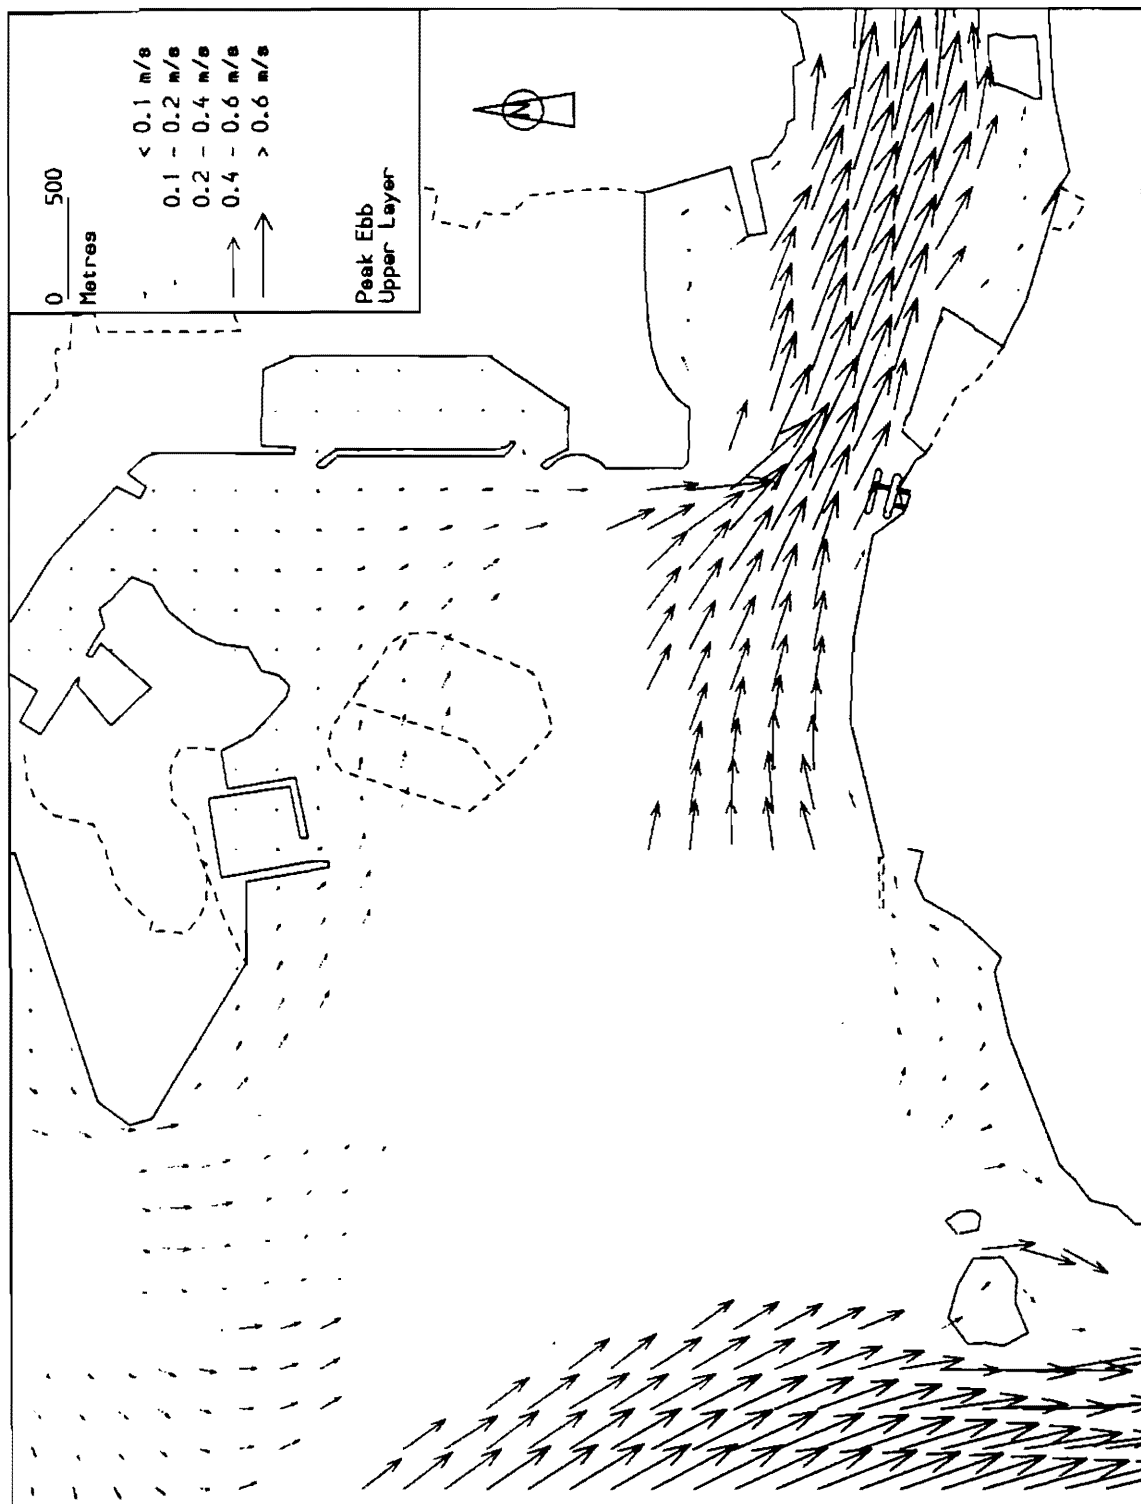 0 500
Metres
< 0.1 m/s
0.1 - 0.2 m/s
0.2 - 0.4 m/s
0.4 - 0.6 m/s
> 0.6 m/s
Peak Ebb
Upper Layer
N